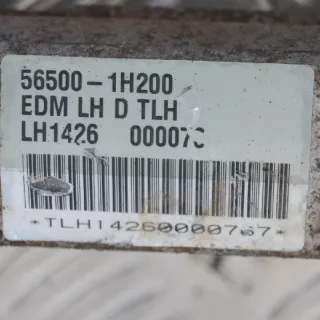 56500-1H200
EDM LH D TLH
LH1426
*TLH14260000767*